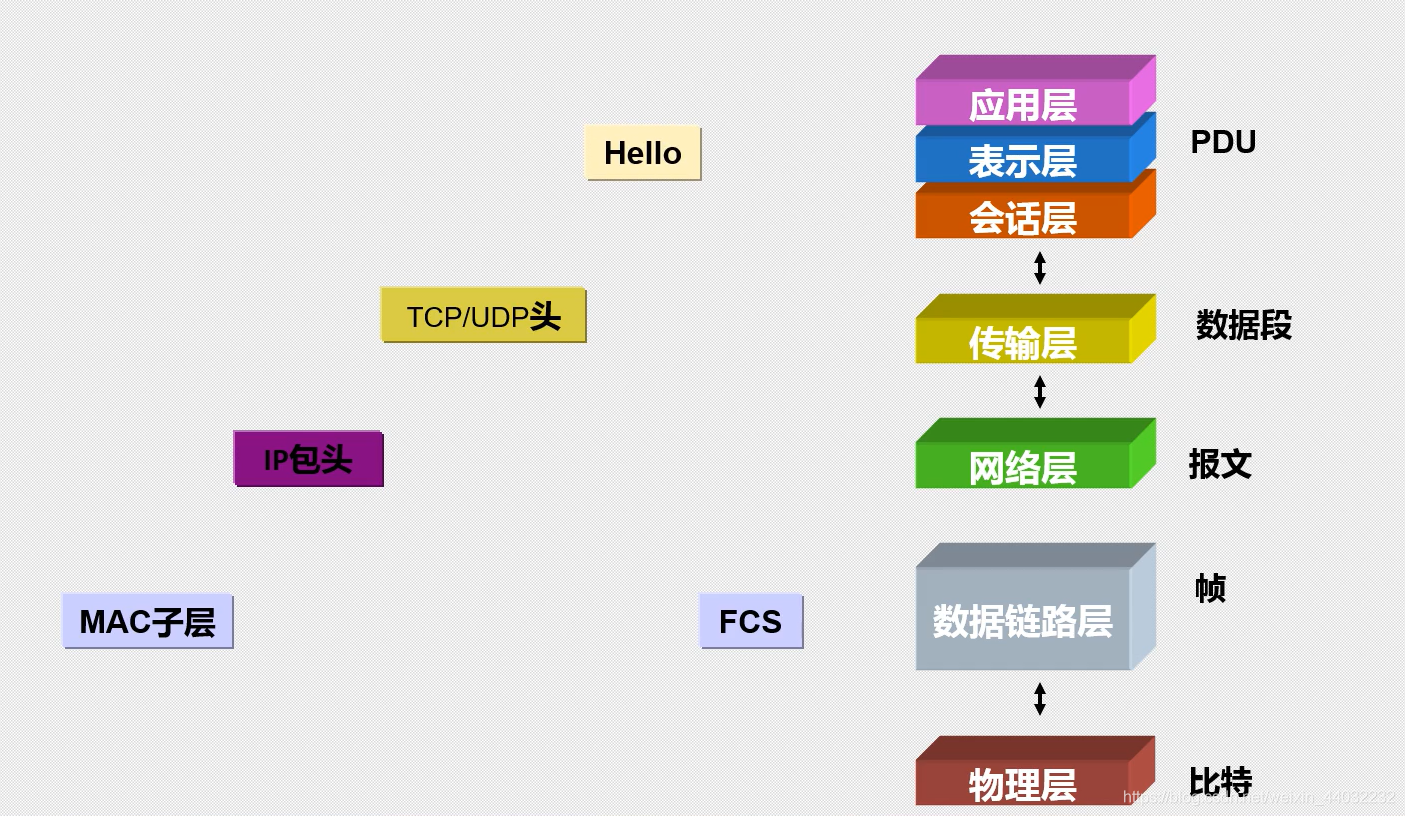 应用层
PDU
Hello
表示层
会话层
TCP/UDP头
传输层
数据段
IP包头
网络层
报文
帧
MAC子层
FCS
数据链路层
物理层
比特
https://blog.csdn.net/weixin_44032232